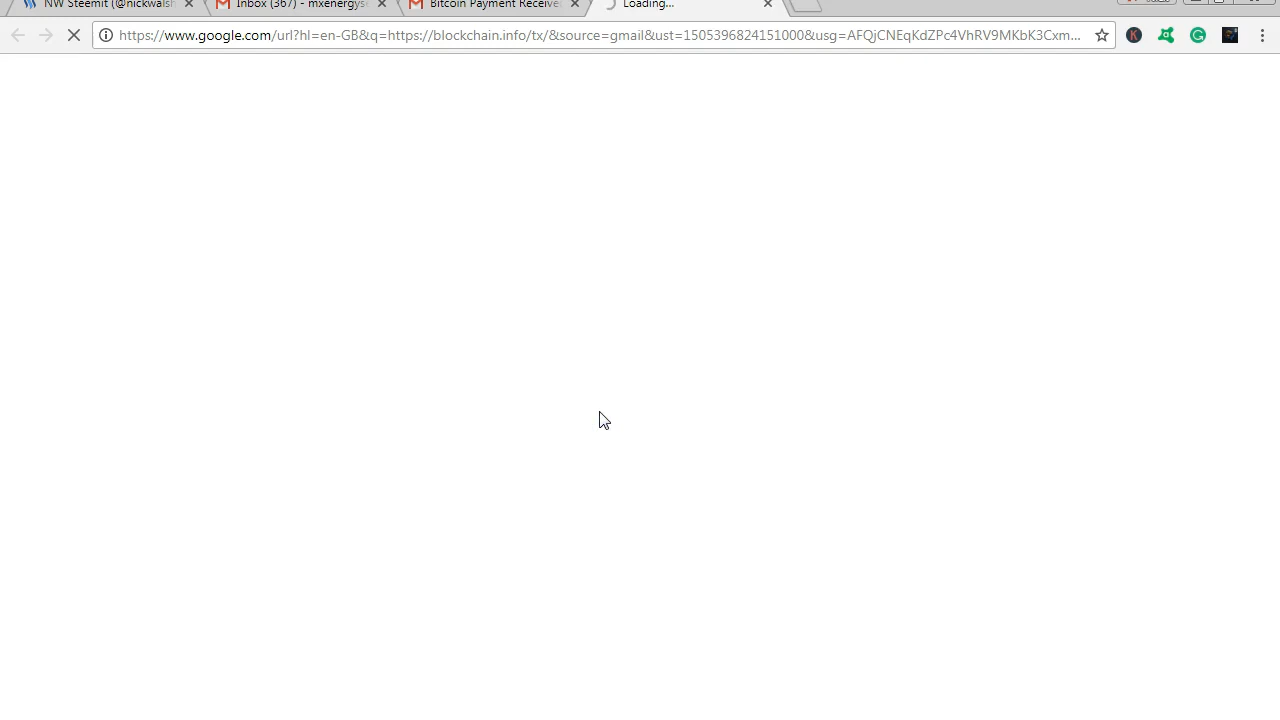 NW Steemit (@nickwalsh
Inbox (367) - mxenergys
Bitcoin Payment Receive
Loading...
https://www.google.com/url?hl=en-GB&q=https://blockchain.info/tx/&source=gmail&ust=1505396824151000&usg=AFQjCNEqKdZPc4VhRV9MKbK3Cxm...